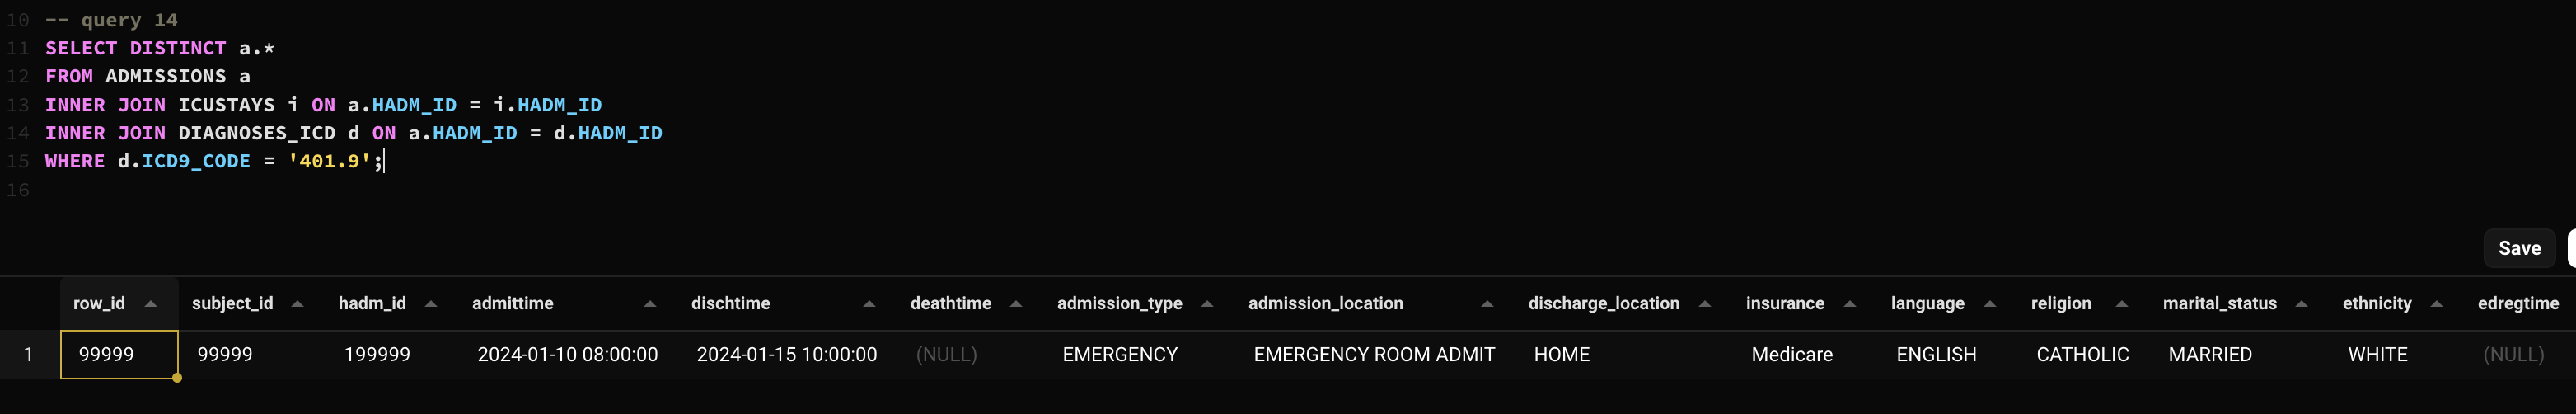 10 -- query 14
11 SELECT DISTINCT a.*
12 FROM ADMISSIONS a
13 INNER JOIN ICUSTAYS i ON a.HADM_ID = i.HADM_ID
14 INNER JOIN DIAGNOSES_ICD d ON a.HADM_ID = d.HADM_ID
15 WHERE d.ICD9_CODE = '401.9';
16
Save
row_id subject_id hadm_id admittime dischtime deathtime admission_type admission_location discharge_location insurance language religion marital_status ethnicity edregtime
1 99999 99999 199999 2024-01-10 08:00:00 2024-01-15 10:00:00 (NULL) EMERGENCY EMERGENCY ROOM ADMIT HOME Medicare ENGLISH CATHOLIC MARRIED WHITE (NULL)